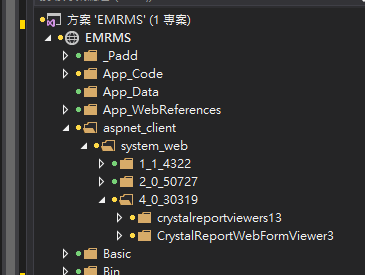 方案 'EMRMS' (1 專案)
EMRMS
_Padd
App_Code
App_Data
App_WebReferences
aspnet_client
system_web
1_1_4322
2_0_50727
4_0_30319
crystalreportviewers13
CrystalReportWebFormViewer3
Basic
Bin